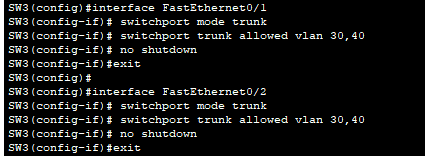 SW3(config)#interface FastEthernet0/1
SW3(config-if)# switchport mode trunk
SW3(config-if)# switchport trunk allowed vlan 30,40
SW3(config-if)# no shutdown
SW3(config-if)#exit
SW3(config)#
SW3(config)#interface FastEthernet0/2
SW3(config-if)# switchport mode trunk
SW3(config-if)# switchport trunk allowed vlan 30,40
SW3(config-if)# no shutdown
SW3(config-if)#exit